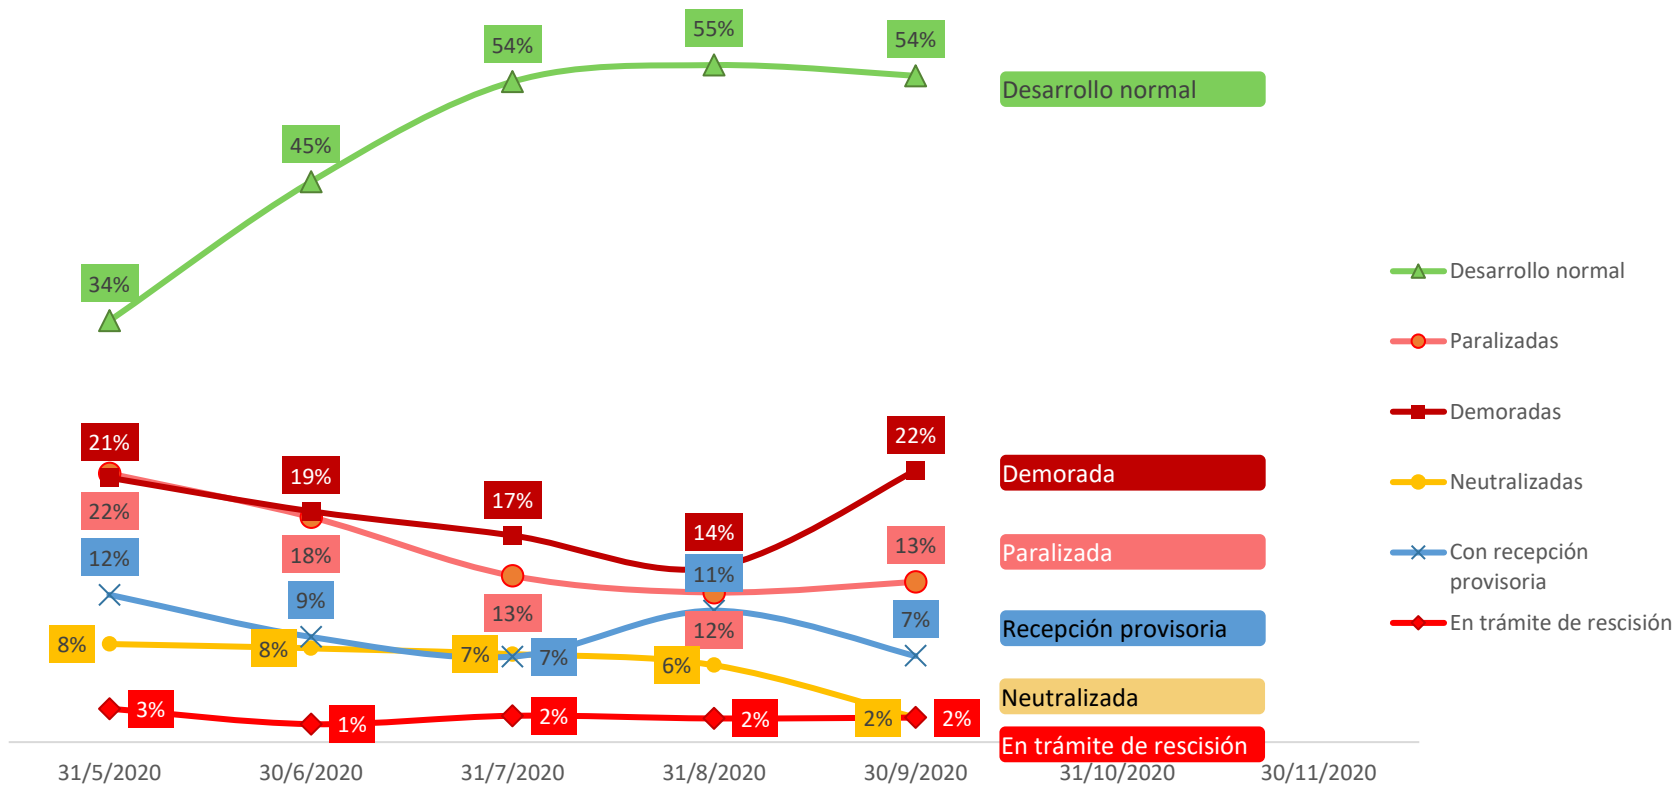 55%
54%
54%
Desarrollo normal
45%
34%
Desarrollo normal
Paralizadas
Demoradas
Neutralizadas
Con recepción
provisoria
En trámite de rescisión
21%
19%
17%
14%
22%
Demorada
22%
18%
13%
12%
13%
Paralizada
12%
9%
7%
11%
7%
Recepción provisoria
8%
8%
7%
6%
2%
Neutralizada
3%
1%
2%
2%
2%
En trámite de rescisión
31/5/2020
30/6/2020
31/7/2020
31/8/2020
30/9/2020
31/10/2020
30/11/2020